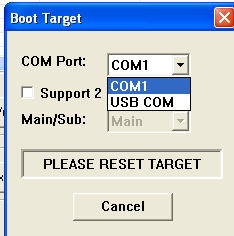 Boot Target
COM Port: COM1
COM1
Support 2
USB COM
Main/Sub: Main
PLEASE RESET TARGET
Cancel